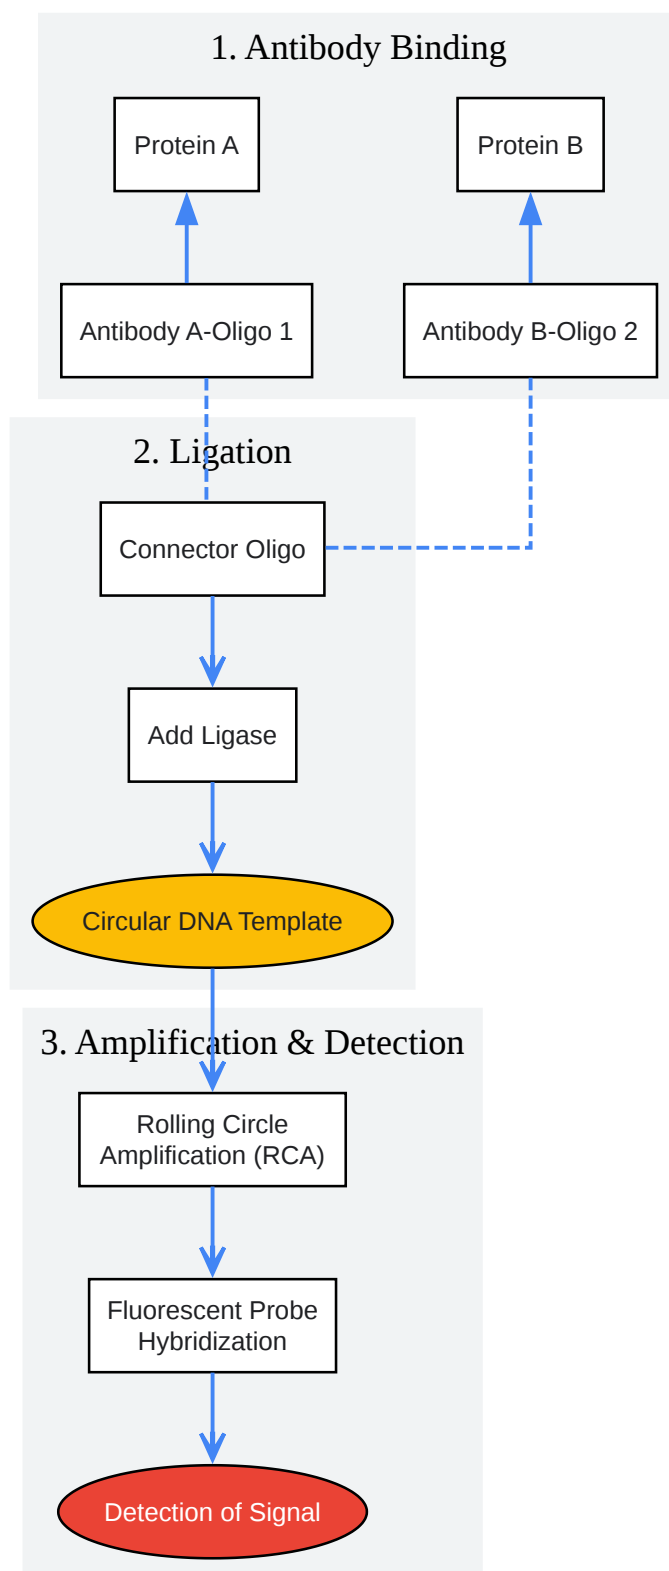 1. Antibody Binding
Protein A
Protein B
Antibody A-Oligo 1
Antibody B-Oligo 2
2. Ligation
Connector Oligo
Add Ligase
Circular DNA Template
3. Amplification & Detection
Rolling Circle
Amplification (RCA)
Fluorescent Probe
Hybridization
Detection of Signal